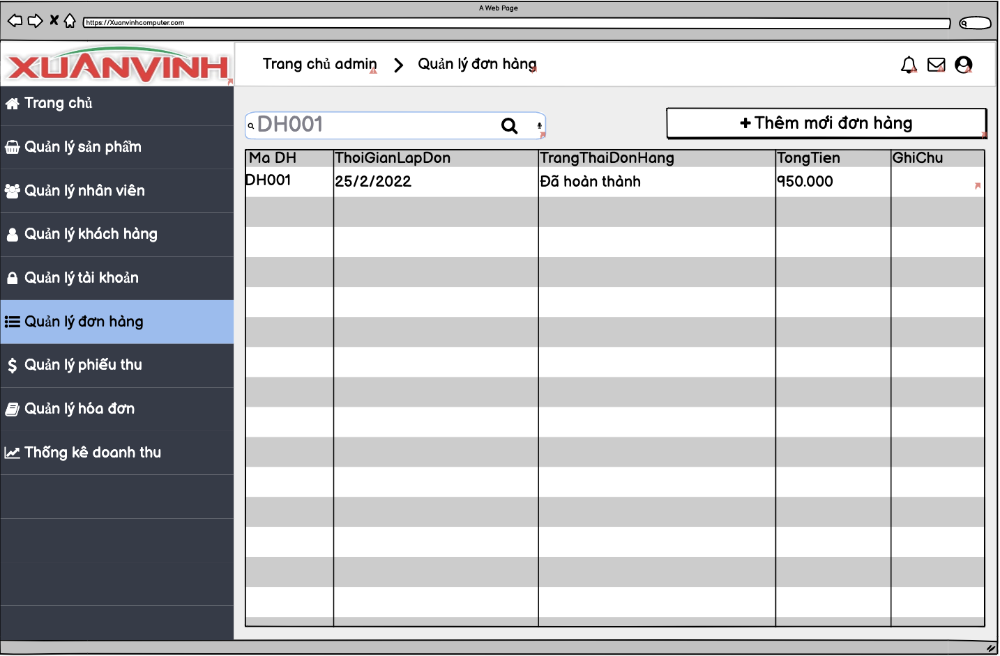 A Web Page
https://Xuanvinhcomputer.com
XUANVINH
Trang chủ admin
Quản lý đơn hàng
Trang chủ
Quản lý sản phẩm
Quản lý nhân viên
Quản lý khách hàng
Quản lý tài khoản
Quản lý đơn hàng
Quản lý phiếu thu
Quản lý hóa đơn
Thống kê doanh thu
DH001
Thêm mới đơn hàng
Ma DH ThoiGianLapDon TrangThaiDonHang TongTien GhiChu
DH001 25/2/2022 Đã hoàn thành 950.000